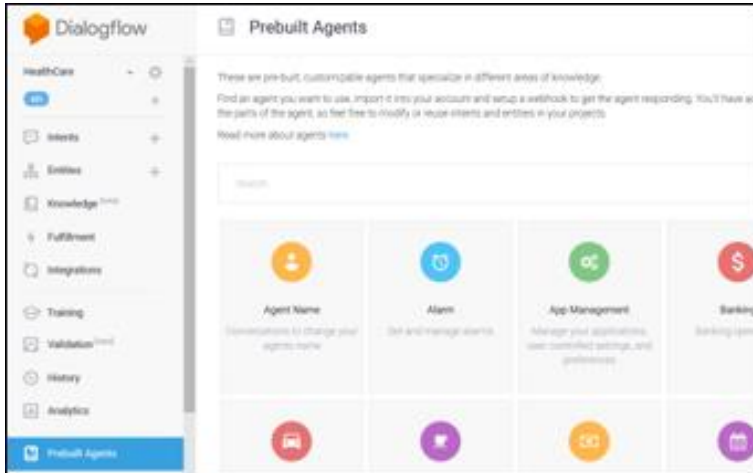 Dialogflow
Prebuilt Agents
HealthCare
en
These are pre-built, customizable agents that specialize in different areas of knowledge.
Find an agent you want to use, import it into your account and setup a webhook to get the agent responding. You'll have
the parts of the agent, so feel free to modify or reuse intents and entities in your projects.
Read more about agents here.
Intents
Entities
Search
Knowledge
Fulfillment
Integrations
Training
Validation
History
Analytics
Prebuilt Agents
Agent Name
Conversations to change your
agents name
Alarm
Set and manage alarms
App Management
Manage your applications,
user controlled settings, and
preferences
Banking
Banking